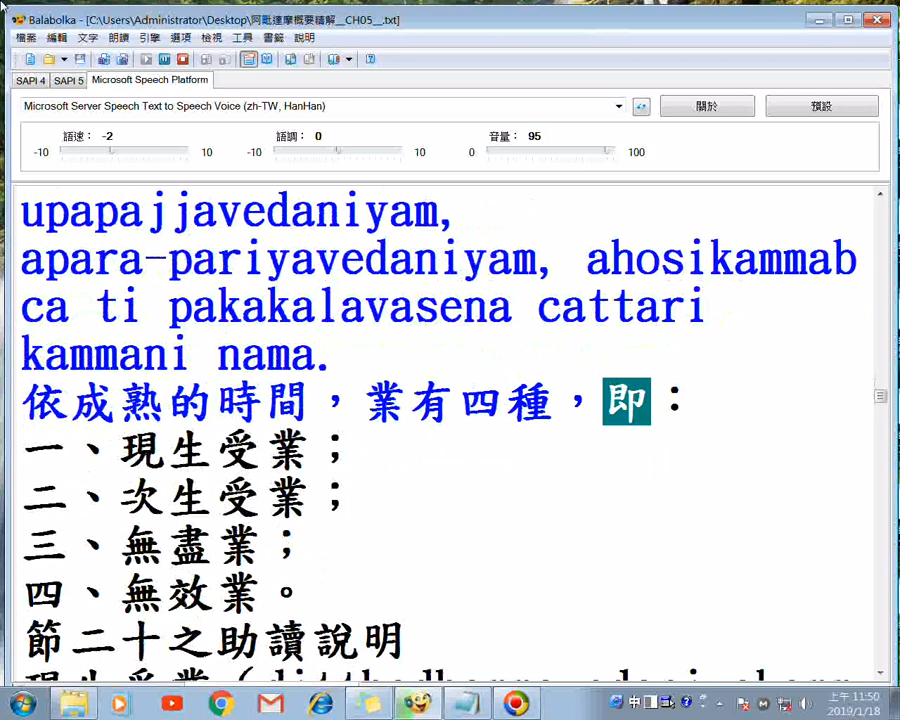 Balabolka - [C:\Users\Administrator\Desktop\阿毗達摩概要精解__CH05__.txt]
檔案 編輯 文字 朗讀 引擎 選項 檢視 工具 書籤 說明
SAPI 4 SAPI 5 Microsoft Speech Platform
Microsoft Server Speech Text to Speech Voice (zh-TW, HanHan) 關於 預設
語速： -2 語調： 0 音量： 95
-10 10 -10 10 0 100
upapajjavedaniyam,
apara-pariyavedaniyam, ahosikammab
ca ti pakakalavasena cattari
kammani nama.
依成熟的時間，業有四種，即：
一、現生受業；
二、次生受業；
三、無盡業；
四、無效業。
節二十之助讀說明
上午 11:50
2019/1/18